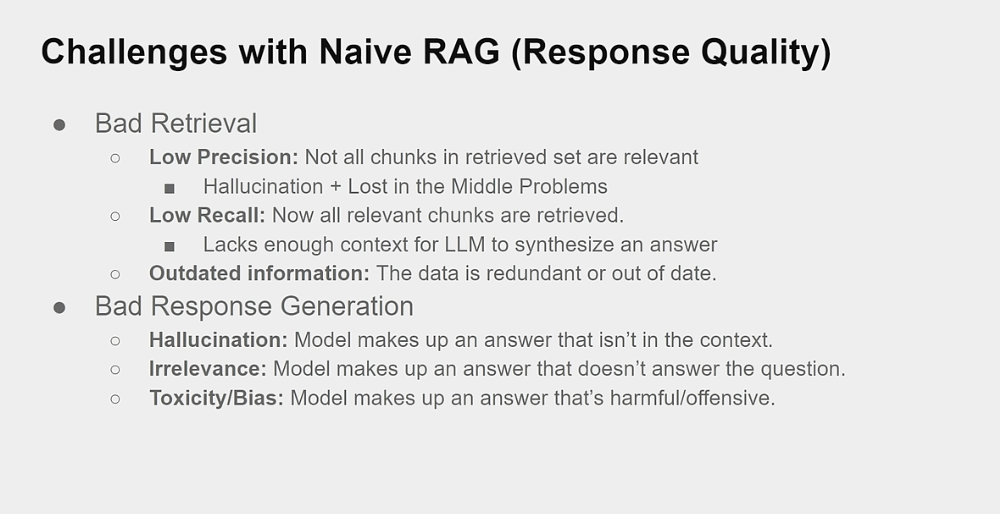 Challenges with Naive RAG (Response Quality)
● Bad Retrieval
○ Low Precision: Not all chunks in retrieved set are relevant
■ Hallucination + Lost in the Middle Problems
○ Low Recall: Now all relevant chunks are retrieved.
■ Lacks enough context for LLM to synthesize an answer
○ Outdated information: The data is redundant or out of date.
● Bad Response Generation
○ Hallucination: Model makes up an answer that isn’t in the context.
○ Irrelevance: Model makes up an answer that doesn’t answer the question.
○ Toxicity/Bias: Model makes up an answer that’s harmful/offensive.